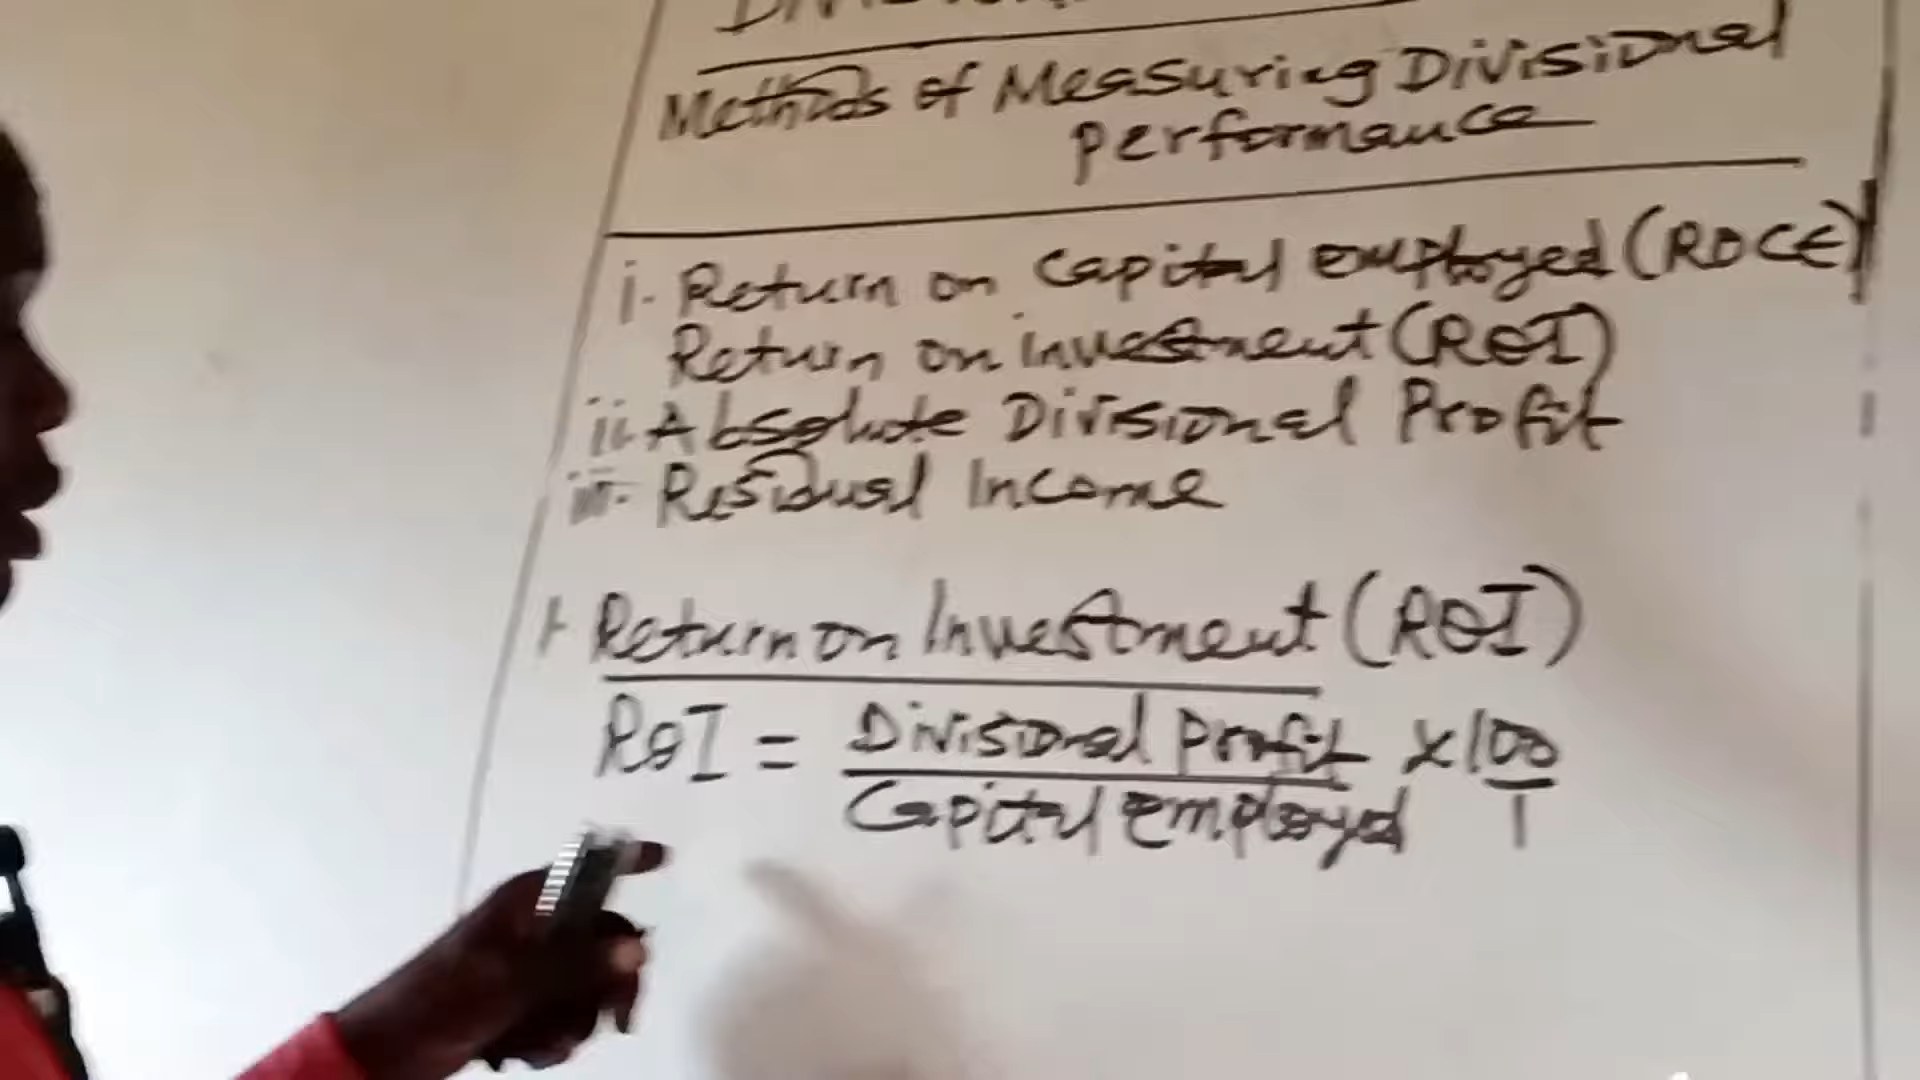 Methods of Measuring Divisional
performance
i. Return on Capital employed (ROCE)
Return on investment (ROI)
ii. Absolute Divisional Profit
iii. Residual Income
1. Return on Investment (ROI)
ROI = Divisional Profit x 100
Capital employed 1